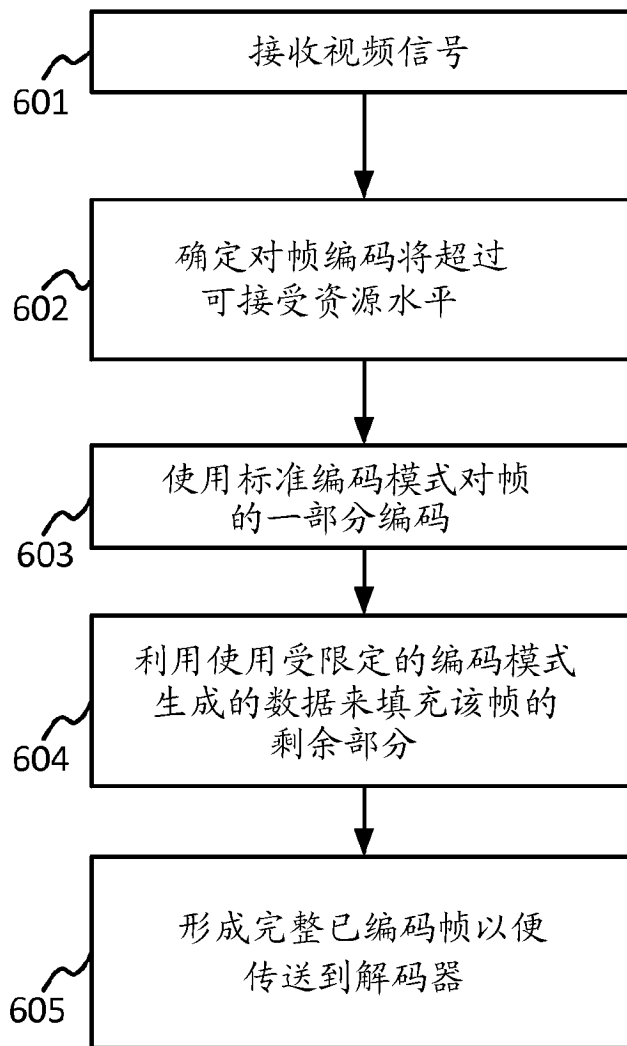 接收视频信号
601
确定对帧编码将超过
可接受资源水平
602
使用标准编码模式对帧
的一部分编码
603
利用使用受限定的编码模式
生成的数据来填充该帧的
剩余部分
604
形成完整已编码帧以便
传送到解码器
605